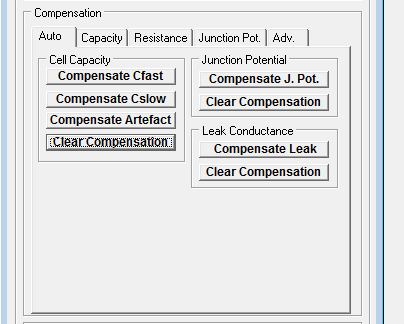 Compensation
Auto Capacity Resistance Junction Pot. Adv.
Cell Capacity
Compensate Cfast
Compensate Cslow
Compensate Artefact
Clear Compensation
Junction Potential
Compensate J. Pot.
Clear Compensation
Leak Conductance
Compensate Leak
Clear Compensation